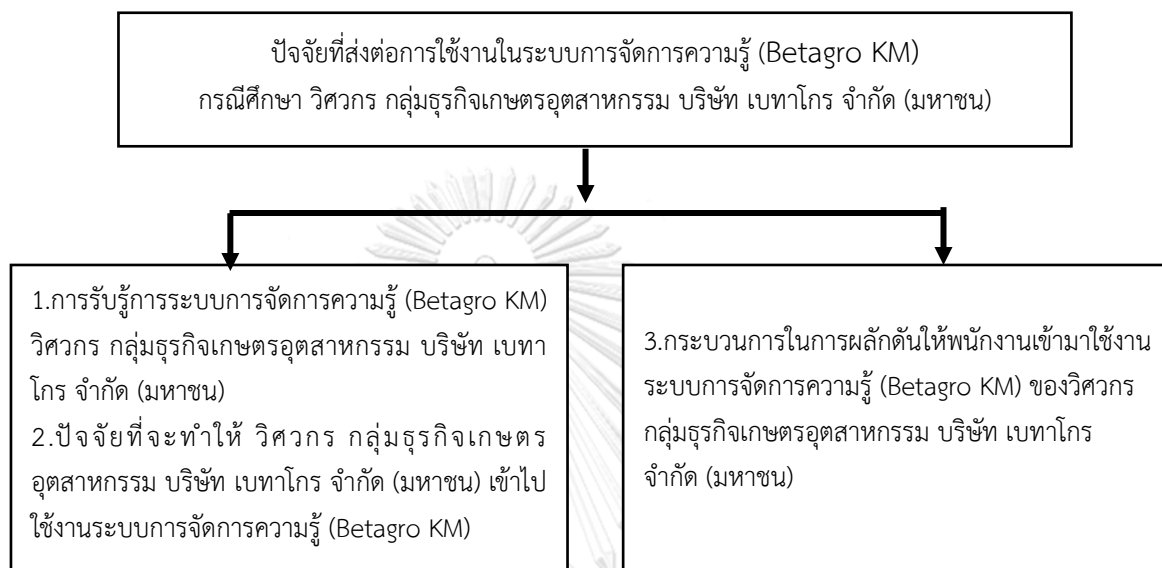 ปัจจัยที่ส่งต่อการใช้งานในระบบการจัดการความรู้ (Betagro KM)
กรณีศึกษา วิศวกร กลุ่มธุรกิจเกษตรอุตสาหกรรม บริษัท เบทาโกร จำกัด (มหาชน)
1.การรับรู้การระบบการจัดการความรู้ (Betagro KM)
วิศวกร กลุ่มธุรกิจเกษตรอุตสาหกรรม บริษัท เบทา
โกร จำกัด (มหาชน)
2.ปัจจัยที่จะทำให้ วิศวกร กลุ่มธุรกิจเกษตร
อุตสาหกรรม บริษัท เบทาโกร จำกัด (มหาชน) เข้าไป
ใช้งานระบบการจัดการความรู้ (Betagro KM)
3.กระบวนการในการผลักดันให้พนักงานเข้ามาใช้งาน
ระบบการจัดการความรู้ (Betagro KM) ของวิศวกร
กลุ่มธุรกิจเกษตรอุตสาหกรรม บริษัท เบทาโกร
จำกัด (มหาชน)